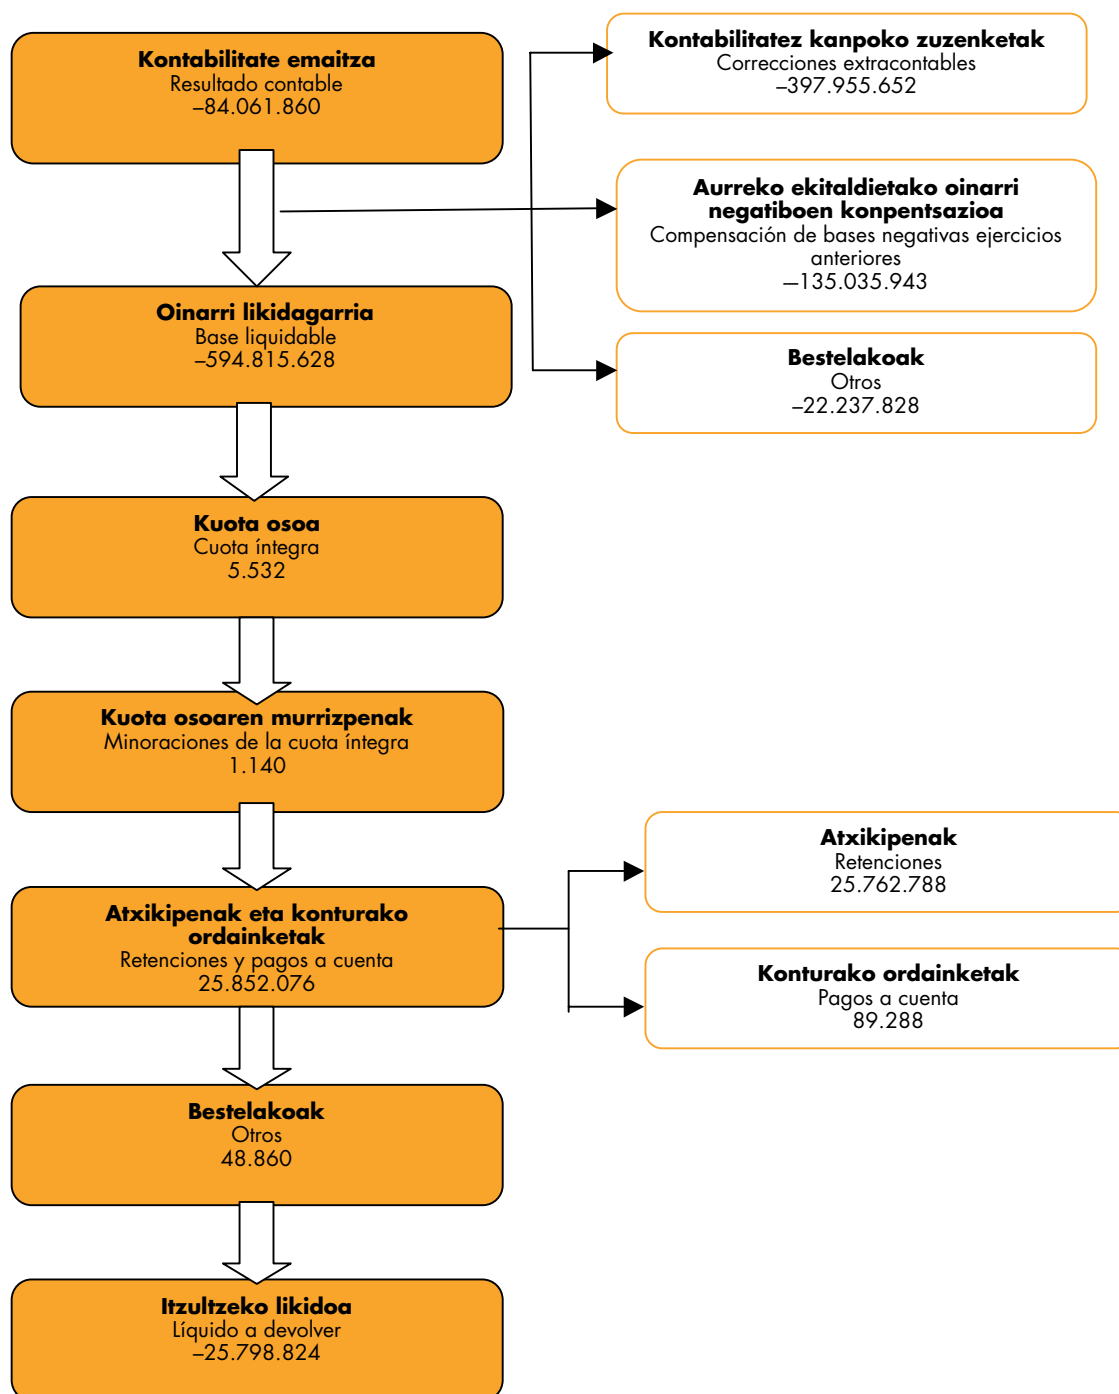 Kontabilitate emaitza
Resultado contable
–84.061.860
Kontabilitatez kanpoko zuzenketak
Correcciones extracontables
–397.955.652
Aurreko ekitaldietako oinarri
negatiboen konpentsazioa
Compensación de bases negativas ejercicios
anteriores
—135.035.943
Oinarri likidagarria
Base liquidable
–594.815.628
Bestelakoak
Otros
–22.237.828
Kuota osoa
Cuota íntegra
5.532
Kuota osoaren murrizpenak
Minoraciones de la cuota íntegra
1.140
Atxikipenak eta konturako
ordainketak
Retenciones y pagos a cuenta
25.852.076
Atxikipenak
Retenciones
25.762.788
Konturako ordainketak
Pagos a cuenta
89.288
Bestelakoak
Otros
48.860
Itzultzeko likidoa
Líquido a devolver
–25.798.824